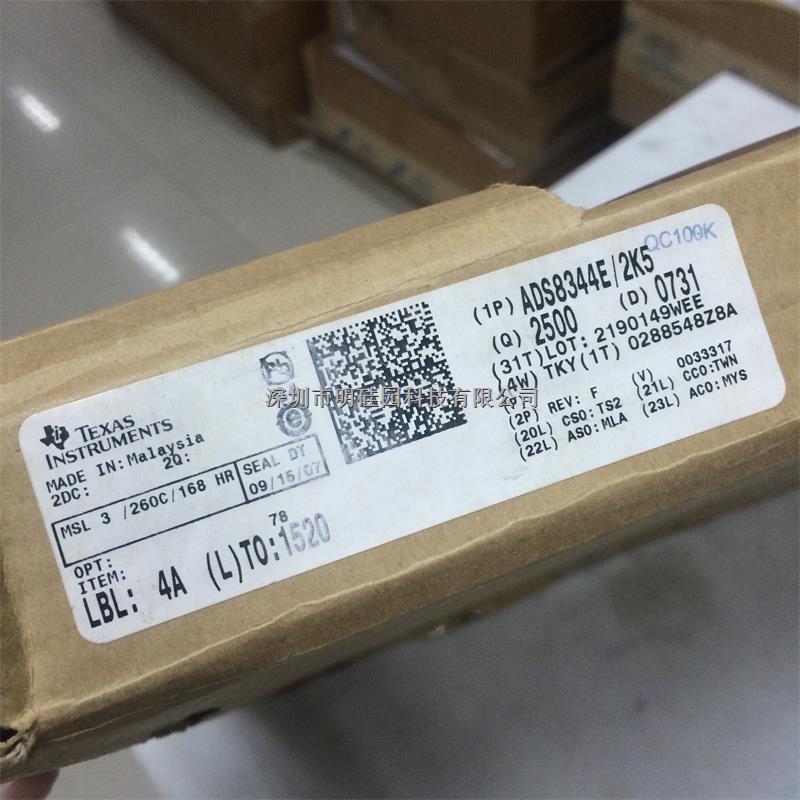 TEXAS
INSTRUMENTS
MADE IN: Malaysia
2DC: 2Q:
MSL 3 /260C/168 HR
SEAL DT
09/15/07
OPT:
ITEM: 78
LBL: 4A (L)TO:1520
QC100K
(1P) ADS8344E/2K5
(Q) 2500 (D) 0731
(31T)LOT: 2190149WEE
(4W) TKY(1T) 0288548Z8A
(2P) REV: F (V) 0033317
(20L) CSO:TS2 (21L) CCO:TWN
(22L) ASO:MLA (23L) ACO:MYS
深圳市明硅园科技有限公司